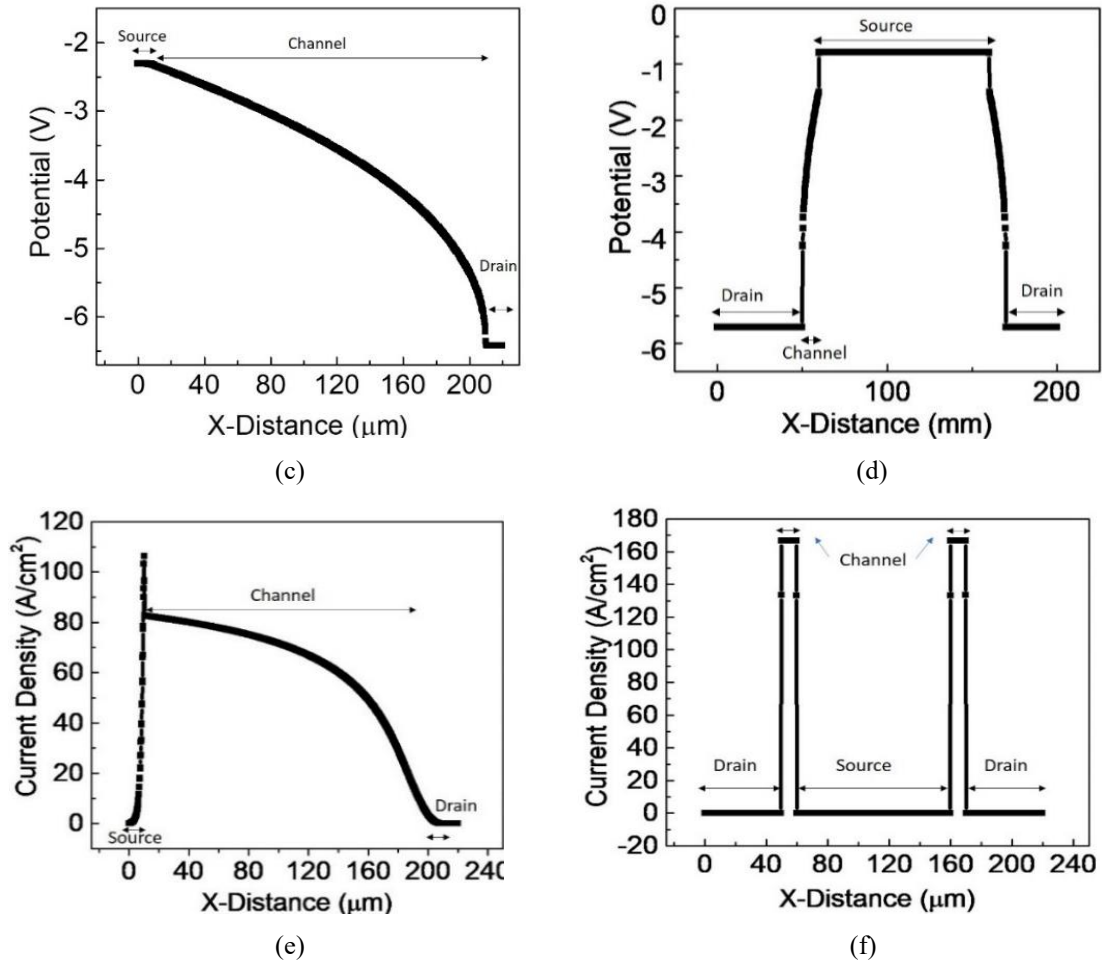 Source
Channel
Drain
-2
-3
-4
-5
-6
Potential (V)
0
40
80
120
160
200
X-Distance (μm)
(c)
Source
Drain
Drain
Channel
0
-1
-2
-3
-4
-5
-6
Potential (V)
0
100
200
X-Distance (mm)
(d)
Channel
Source
Drain
120
100
80
60
40
20
0
Current Density (A/cm²)
0
40
80
120
160
200
240
X-Distance (μm)
(e)
Channel
Drain
Source
Drain
180
160
140
120
100
80
60
40
20
0
-20
Current Density (A/cm²)
0
40
80
120
160
200
240
X-Distance (μm)
(f)